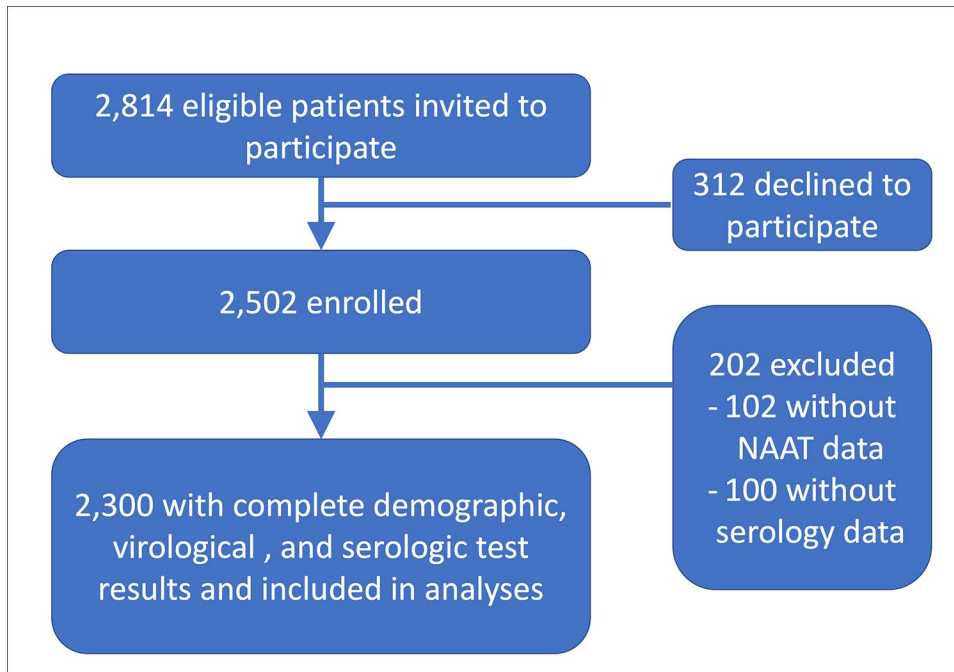 2,814 eligible patients invited to
participate
312 declined to
participate
2,502 enrolled
202 excluded
- 102 without
NAAT data
- 100 without
serology data
2,300 with complete demographic,
virological , and serologic test
results and included in analyses